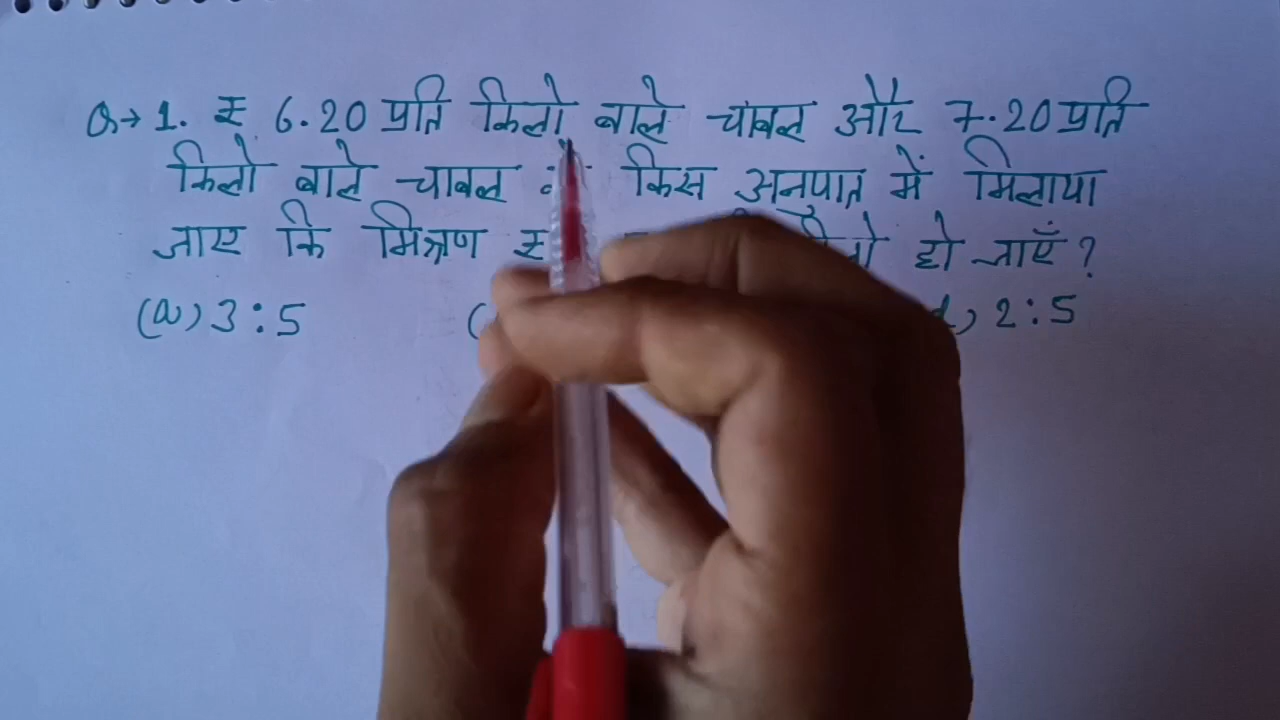 Q→ 1. ₹ 6.20 प्रति किलो वाले चावल और 7.20 प्रति
किलो वाले चावल किस अनुपात में मिलाया
जाए कि मिश्रण ₹ हो जाएँ ?
(a) 3:5 2:5